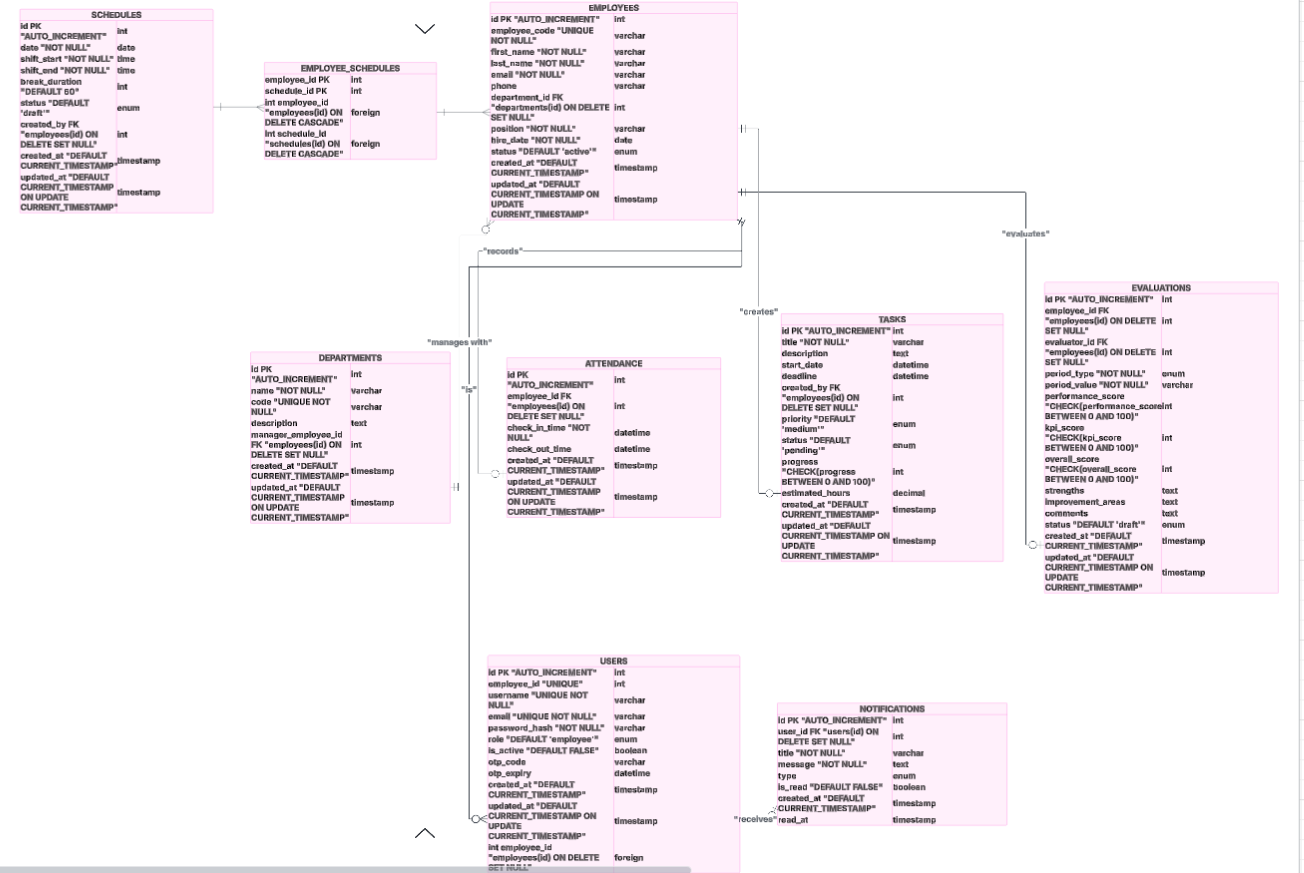 SCHEDULES
id PK
"AUTO_INCREMENT"
int
date "NOT NULL"
date
shift_start "NOT NULL"
time
shift_end "NOT NULL"
time
break_duration
"DEFAULT 60"
int
status "DEFAULT
'draft'"
enum
created_by FK
"employees(id) ON
DELETE SET NULL"
int
created_at "DEFAULT
CURRENT_TIMESTAMP"
timestamp
updated_at "DEFAULT
CURRENT_TIMESTAMP
ON UPDATE
CURRENT_TIMESTAMP"
timestamp
EMPLOYEE_SCHEDULES
employee_id PK
int
schedule_id PK
int
int employee_id
"employees(id) ON
DELETE CASCADE"
foreign
int schedule_id
"schedules(id) ON
DELETE CASCADE"
foreign
EMPLOYEES
id PK "AUTO_INCREMENT"
int
employee_code "UNIQUE
NOT NULL"
varchar
first_name "NOT NULL"
varchar
last_name "NOT NULL"
varchar
email "NOT NULL"
varchar
phone
varchar
department_id FK
"departments(id) ON DELETE
SET NULL"
int
position "NOT NULL"
varchar
hire_date "NOT NULL"
date
status "DEFAULT 'active'"
enum
created_at "DEFAULT
CURRENT_TIMESTAMP"
timestamp
updated_at "DEFAULT
CURRENT_TIMESTAMP ON
UPDATE
CURRENT_TIMESTAMP"
timestamp
"records"
"evaluates"
"creates"
"manages with"
"is"
DEPARTMENTS
id PK
"AUTO_INCREMENT"
int
name "NOT NULL"
varchar
code "UNIQUE NOT
NULL"
varchar
description
text
manager_employee_id
FK "employees(id) ON
DELETE SET NULL"
int
created_at "DEFAULT
CURRENT_TIMESTAMP"
timestamp
updated_at "DEFAULT
CURRENT_TIMESTAMP
ON UPDATE
CURRENT_TIMESTAMP"
timestamp
ATTENDANCE
id PK
"AUTO_INCREMENT"
int
employee_id FK
"employees(id) ON
DELETE SET NULL"
int
check_in_time "NOT
NULL"
datetime
check_out_time
datetime
created_at "DEFAULT
CURRENT_TIMESTAMP"
timestamp
updated_at "DEFAULT
CURRENT_TIMESTAMP
ON UPDATE
CURRENT_TIMESTAMP"
timestamp
TASKS
id PK "AUTO_INCREMENT"
int
title "NOT NULL"
varchar
description
text
start_date
datetime
deadline
datetime
created_by FK
"employees(id) ON
DELETE SET NULL"
int
priority "DEFAULT
'medium'"
enum
status "DEFAULT
'pending'"
enum
progress
"CHECK(progress
BETWEEN 0 AND 100)"
int
estimated_hours
decimal
created_at "DEFAULT
CURRENT_TIMESTAMP"
timestamp
updated_at "DEFAULT
CURRENT_TIMESTAMP ON
UPDATE
CURRENT_TIMESTAMP"
timestamp
EVALUATIONS
id PK "AUTO_INCREMENT"
int
employee_id FK
"employees(id) ON DELETE
SET NULL"
int
evaluator_id FK
"employees(id) ON DELETE
SET NULL"
int
period_type "NOT NULL"
enum
period_value "NOT NULL"
varchar
performance_score
"CHECK(performance_score
BETWEEN 0 AND 100)"
int
kpi_score
"CHECK(kpi_score
BETWEEN 0 AND 100)"
int
overall_score
"CHECK(overall_score
BETWEEN 0 AND 100)"
int
strengths
text
improvement_areas
text
comments
text
status "DEFAULT 'draft'"
enum
created_at "DEFAULT
CURRENT_TIMESTAMP"
timestamp
updated_at "DEFAULT
CURRENT_TIMESTAMP ON
UPDATE
CURRENT_TIMESTAMP"
timestamp
USERS
id PK "AUTO_INCREMENT"
int
employee_id "UNIQUE"
int
username "UNIQUE NOT
NULL"
varchar
email "UNIQUE NOT NULL"
varchar
password_hash "NOT NULL"
varchar
role "DEFAULT 'employee'"
enum
is_active "DEFAULT FALSE"
boolean
otp_code
varchar
otp_expiry
datetime
created_at "DEFAULT
CURRENT_TIMESTAMP"
timestamp
updated_at "DEFAULT
CURRENT_TIMESTAMP ON
UPDATE
CURRENT_TIMESTAMP"
timestamp
int employee_id
"employees(id) ON DELETE
SET NULL"
foreign
"receives"
NOTIFICATIONS
id PK "AUTO_INCREMENT"
int
user_id FK "users(id) ON
DELETE SET NULL"
int
title "NOT NULL"
varchar
message "NOT NULL"
text
type
enum
is_read "DEFAULT FALSE"
boolean
created_at "DEFAULT
CURRENT_TIMESTAMP"
timestamp
read_at
timestamp